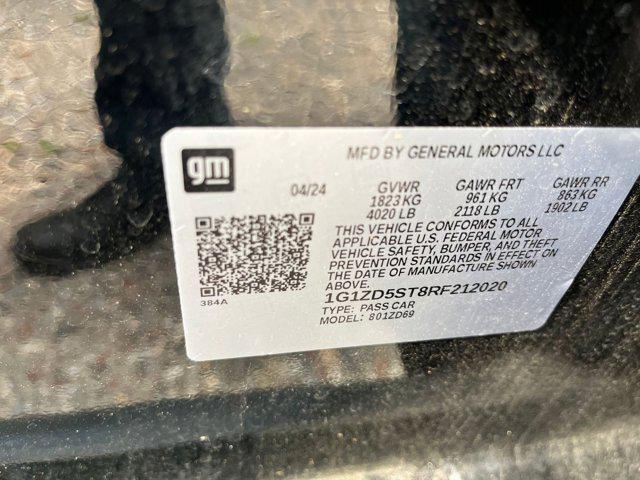 gm
MFD BY GENERAL MOTORS LLC
04/24 GVWR GAWR FRT GAWR RR
1823 KG 961 KG 863 KG
4020 LB 2118 LB 1902 LB
THIS VEHICLE CONFORMS TO ALL
APPLICABLE U.S. FEDERAL MOTOR
VEHICLE SAFETY, BUMPER, AND THEFT
PREVENTION STANDARDS IN EFFECT ON
THE DATE OF MANUFACTURE SHOWN
ABOVE.
384A
1G1ZD5ST8RF212020
TYPE: PASS CAR
MODEL: 801ZD69